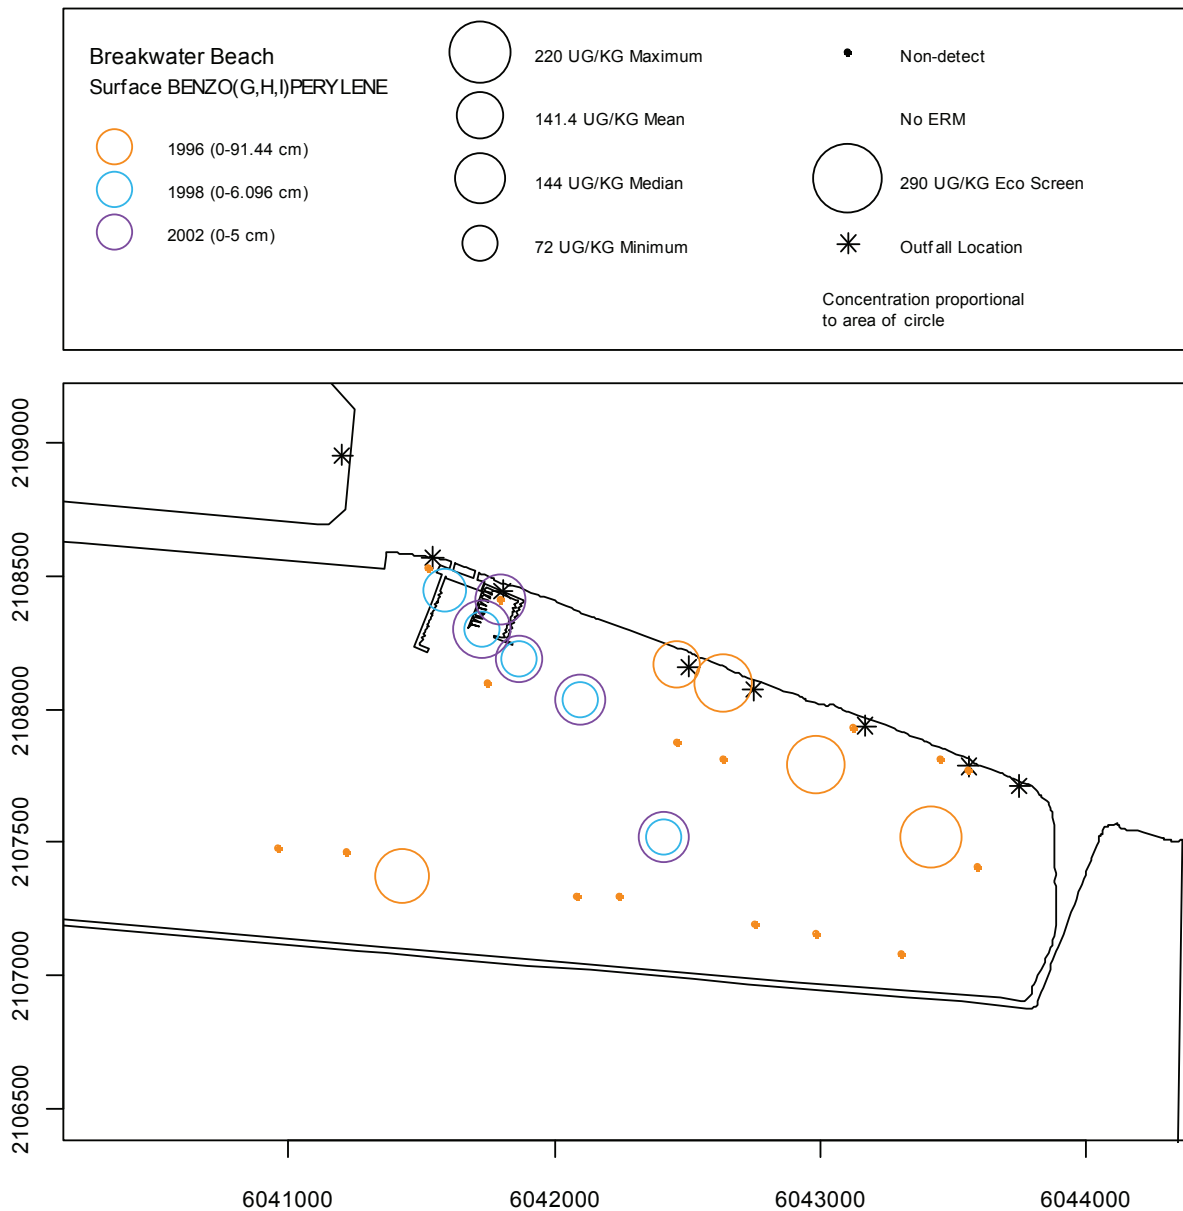 Breakwater Beach
Surface BENZO(G,H,I)PERYLENE
1996 (0-91.44 cm)
1998 (0-6.096 cm)
2002 (0-5 cm)
220 UG/KG Maximum
141.4 UG/KG Mean
144 UG/KG Median
72 UG/KG Minimum
Non-detect
No ERM
290 UG/KG Eco Screen
Outfall Location
Concentration proportional
to area of circle
2109000
2108500
2108000
2107500
2107000
2106500
6041000
6042000
6043000
6044000